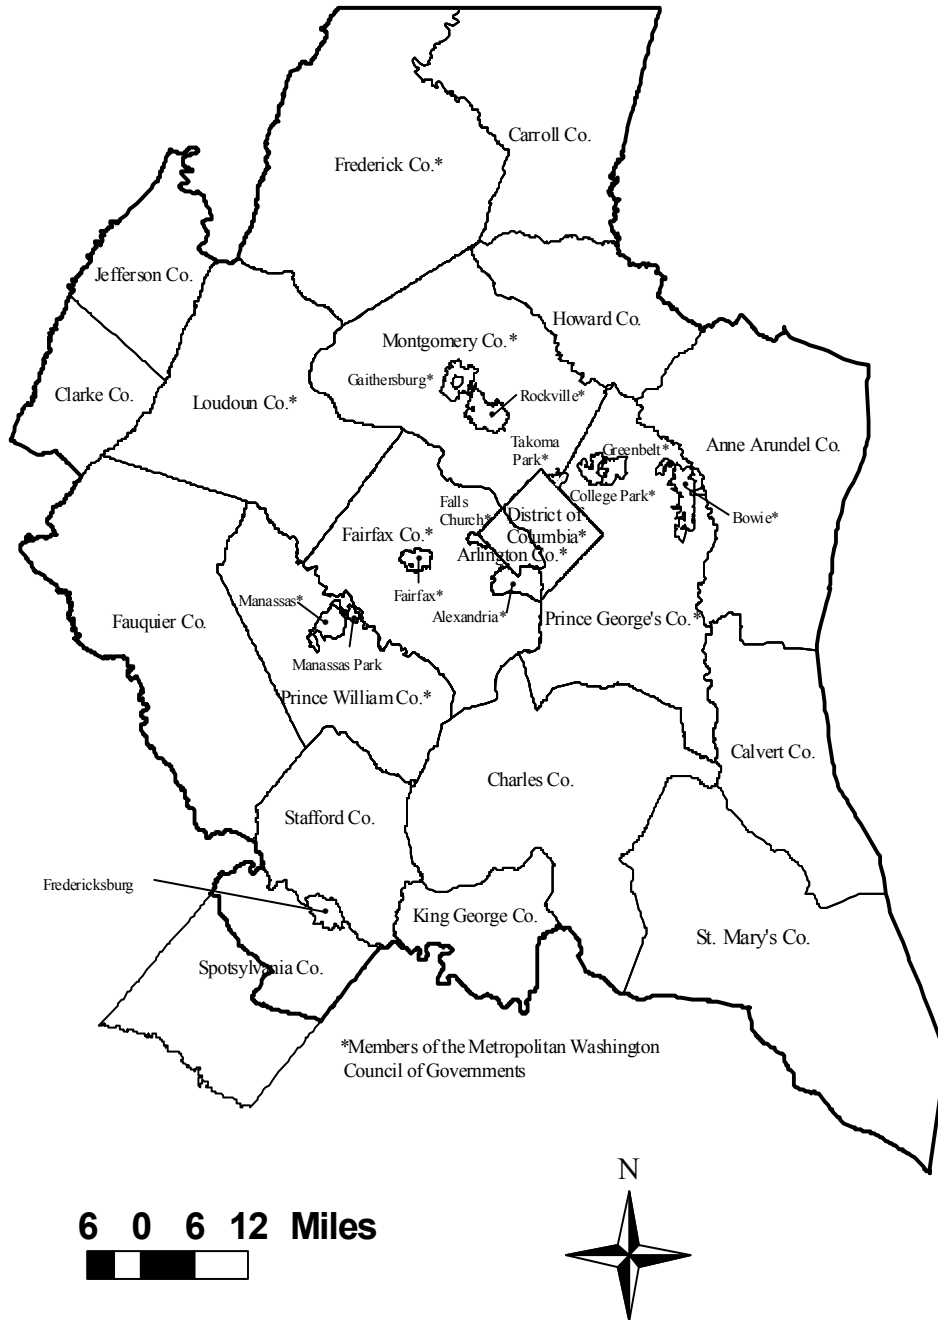 Carroll Co.
Frederick Co.*
Jefferson Co.
Howard Co.
Montgomery Co.*
Gaithersburg*
Rockville*
Clarke Co.
Loudoun Co.*
Anne Arundel Co.
Takoma
Park*
Greenbelt*
College Park*
Bowie*
Falls
Church*
District of
Columbia*
Fairfax Co.*
Arlington Co.*
Fairfax*
Alexandria*
Prince George's Co.*
Manassas*
Fauquier Co.
Manassas Park
Prince William Co.*
Calvert Co.
Charles Co.
Stafford Co.
Fredericksburg
King George Co.
St. Mary's Co.
Spotsylvania Co.
*Members of the Metropolitan Washington
Council of Governments
N
6 0 6 12 Miles